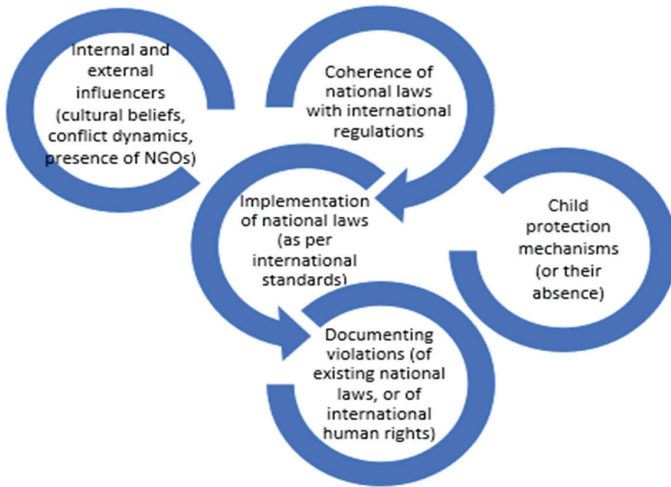 Internal and
external
influencers
(cultural beliefs,
conflict dynamics,
presence of NGOs)
Coherence of
national laws
with international
regulations
Implementation
of national laws
(as per
international
standards)
Child
protection
mechanisms
(or their
absence)
Documenting
violations (of
existing national
laws, or of
international
human rights)